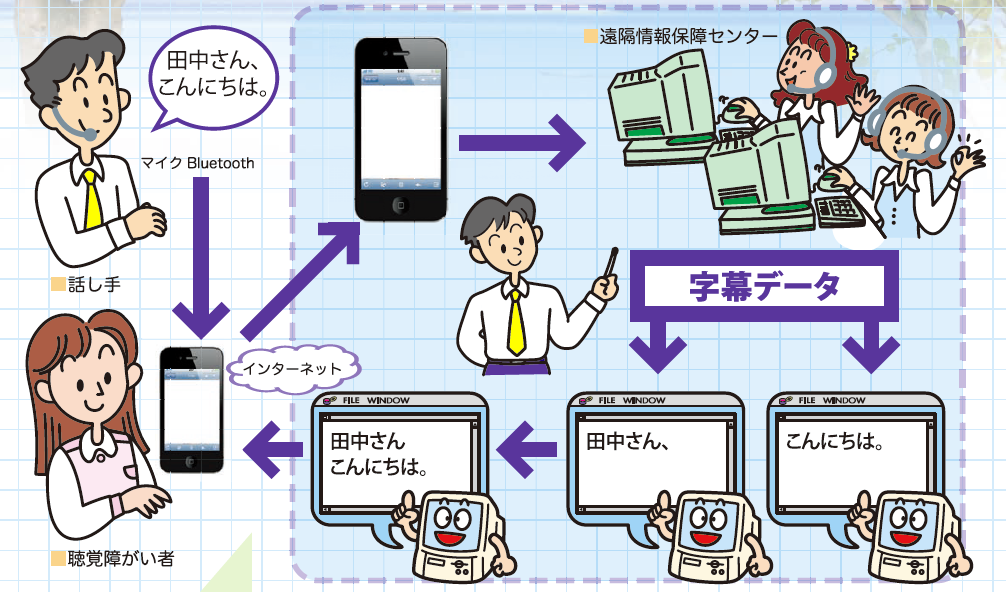 田中さん、
こんにちは。
マイク Bluetooth
■話し手
■遠隔情報保障センター
字幕データ
インターネット
FILE WINDOW
田中さん
こんにちは。
FILE WINDOW
田中さん、
FILE WINDOW
こんにちは。
■聴覚障がい者